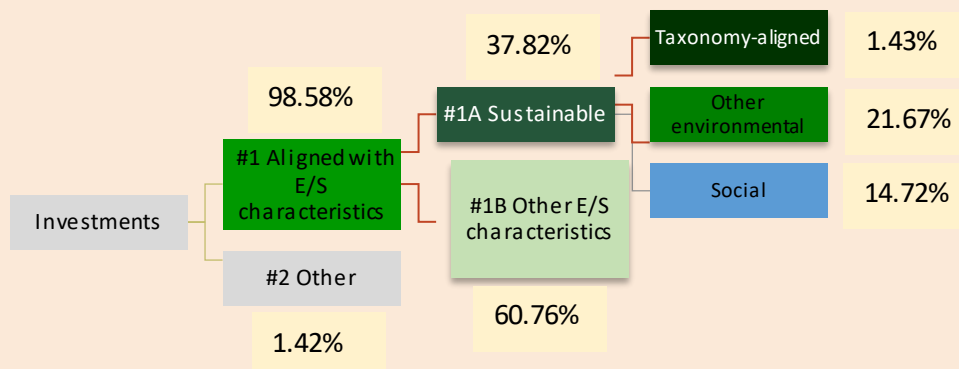 37.82%
Taxonomy-aligned
1.43%
98.58%
#1A Sustainable
Other
environmental
21.67%
#1 Aligned with
E/S
characteristics
Social
14.72%
Investments
#1B Other E/S
characteristics
#2 Other
60.76%
1.42%